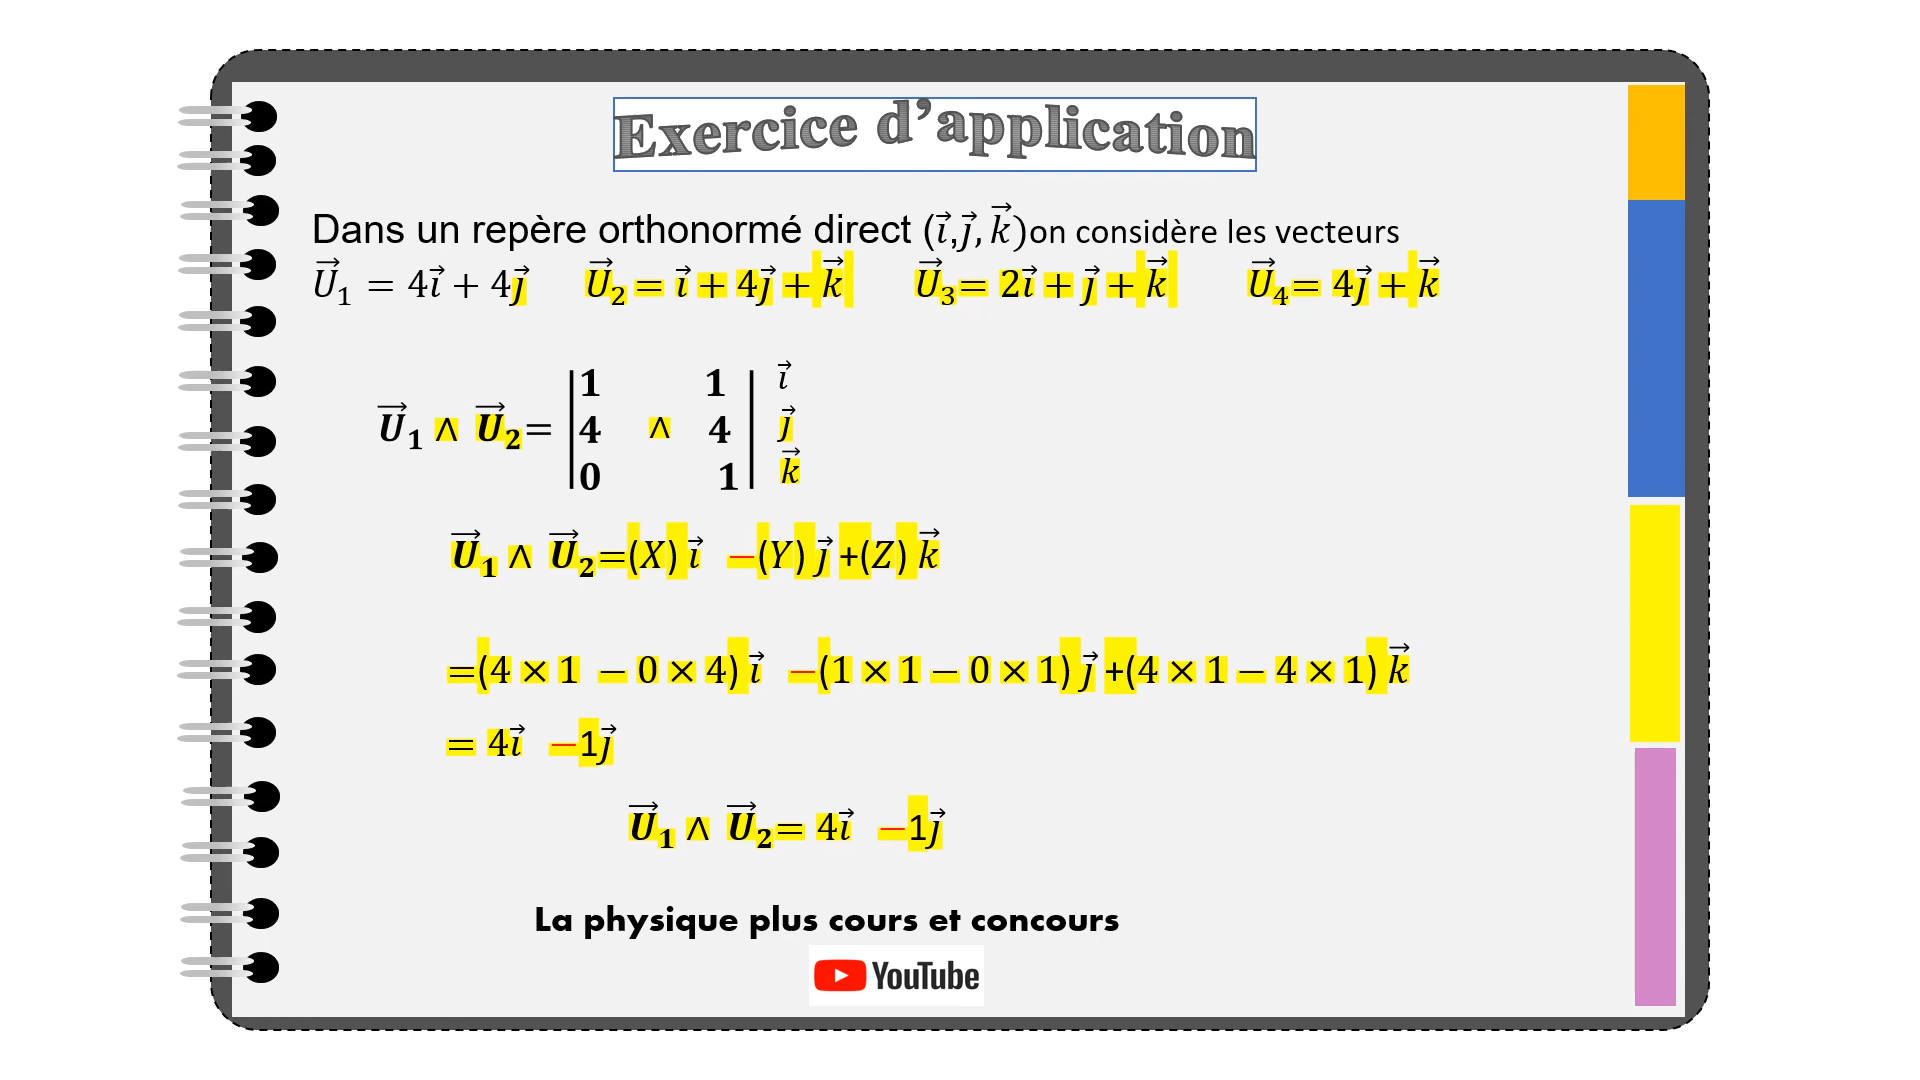 Exercice d’application
Dans un repère orthonormé direct (i⃗,j⃗, k⃗)on considère les vecteurs
U⃗₁ = 4i⃗ + 4j⃗ U⃗₂ = i⃗ + 4j⃗ + k⃗ U⃗₃= 2i⃗ + j⃗ + k⃗ U⃗₄= 4j⃗ + k⃗
1 1 i⃗
U⃗₁ ∧ U⃗₂= |4 ∧ 4| j⃗
0 1 k⃗
U⃗₁ ∧ U⃗₂=(X) i⃗ −(Y) j⃗ +(Z) k⃗
=(4 × 1 − 0 × 4) i⃗ −(1 × 1 − 0 × 1) j⃗ +(4 × 1 − 4 × 1) k⃗
= 4i⃗ −1j⃗
U⃗₁ ∧ U⃗₂= 4i⃗ −1j⃗
La physique plus cours et concours
YouTube